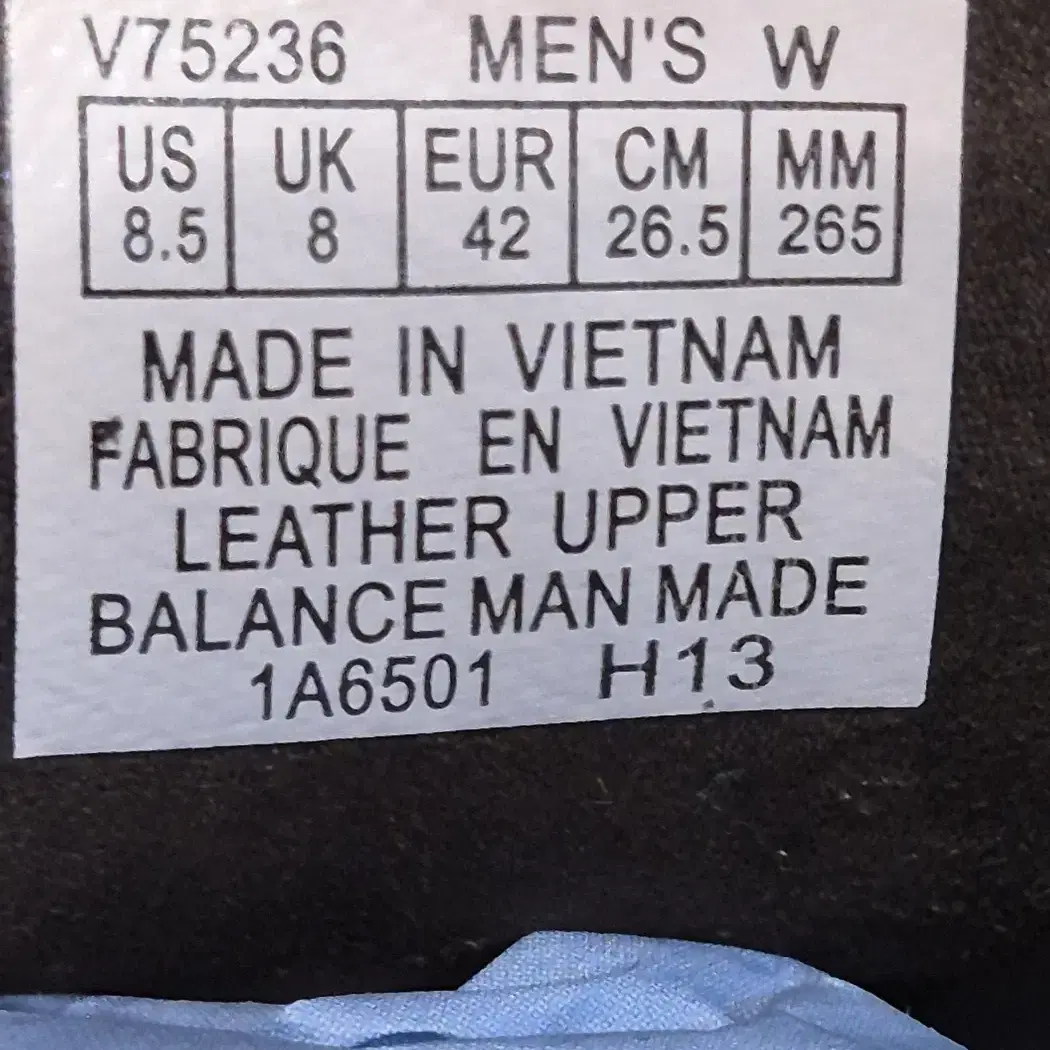 V75236 MEN'S W
US UK EUR CM MM
8.5 8 42 26.5 265
MADE IN VIETNAM
FABRIQUE EN VIETNAM
LEATHER UPPER
BALANCE MAN MADE
1A6501 H13